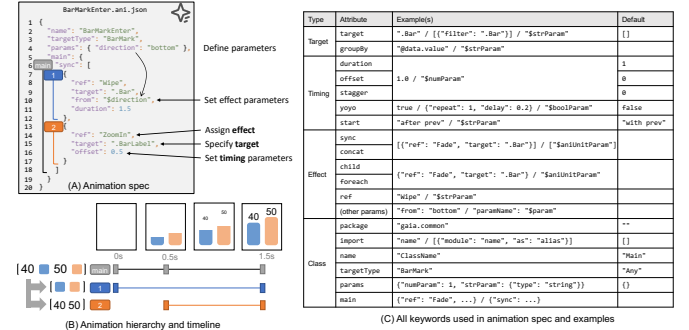 BarMarkEnter.ani.json
1 {
2 "name": "BarMarkEnter",
3 "targetType": "BarMark",
4 "params": { "direction": "bottom" },
5 "main": {
6 main "sync": [
7 1 {
8 "ref": "Wipe",
9 "target": ".Bar",
10 "from": "$direction",
11 "duration": 1.5
12 },
13 2 {
14 "ref": "ZoomIn",
15 "target": ".BarLabel",
16 "offset": 0.5
17 }
18 ]
19 }
20 }
Define parameters
Set effect parameters
Assign effect
Specify target
Set timing parameters
(A) Animation spec
40 50
40 50
0s 0.5s 1.5s
[40 50 ] main
[ ] 1
[40 50] 2
(B) Animation hierarchy and timeline
Type Attribute Example(s) Default
Target target ".Bar" / [{"filter": ".Bar"}] / "$strParam" []
groupBy "@data.value" / "$strParam"
Timing duration 1.0 / "$numParam" 1
offset 0
stagger 0
yoyo true / {"repeat": 1, "delay": 0.2} / "$boolParam" false
start "after prev" / "$strParam" "with prev"
Effect sync [{"ref": "Fade", "target": ".Bar"}] / ["$aniUnitParam"]
concat
child {"ref": "Fade", "target": ".Bar"} / "$aniUnitParam"
foreach
ref "Wipe" / "$strParam"
(other params) "from": "bottom" / "paramName": "$param"
Class package "gaia.common" ""
import "name" / [{"module": "name", "as": "alias"}] []
name "ClassName" "Main"
targetType "BarMark" "Any"
params {"numParam": 1, "strParam": {"type": "string"}} {}
main {"ref": "Fade", ...} / {"sync": ...}
(C) All keywords used in animation spec and examples